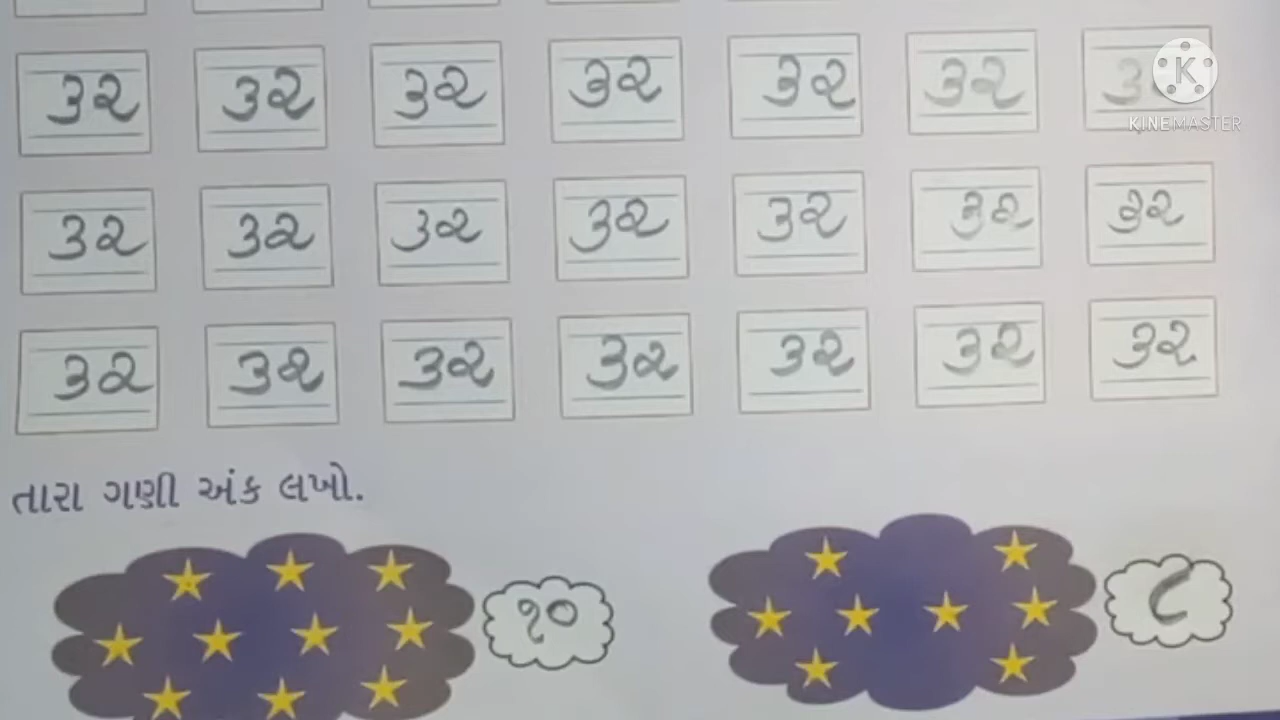 ૩૨ ૩૨ ૩૨ ૩૨ ૩૨ ૩૨
KINEMASTER
૩૨ ૩૨ ૩૨ ૩૨ ૩૨ ૩૨ ૩૨
૩૨ ૩૨ ૩૨ ૩૨ ૩૨ ૩૨ ૩૨
તારા ગણી અંક લખો.
૧૦ ૮